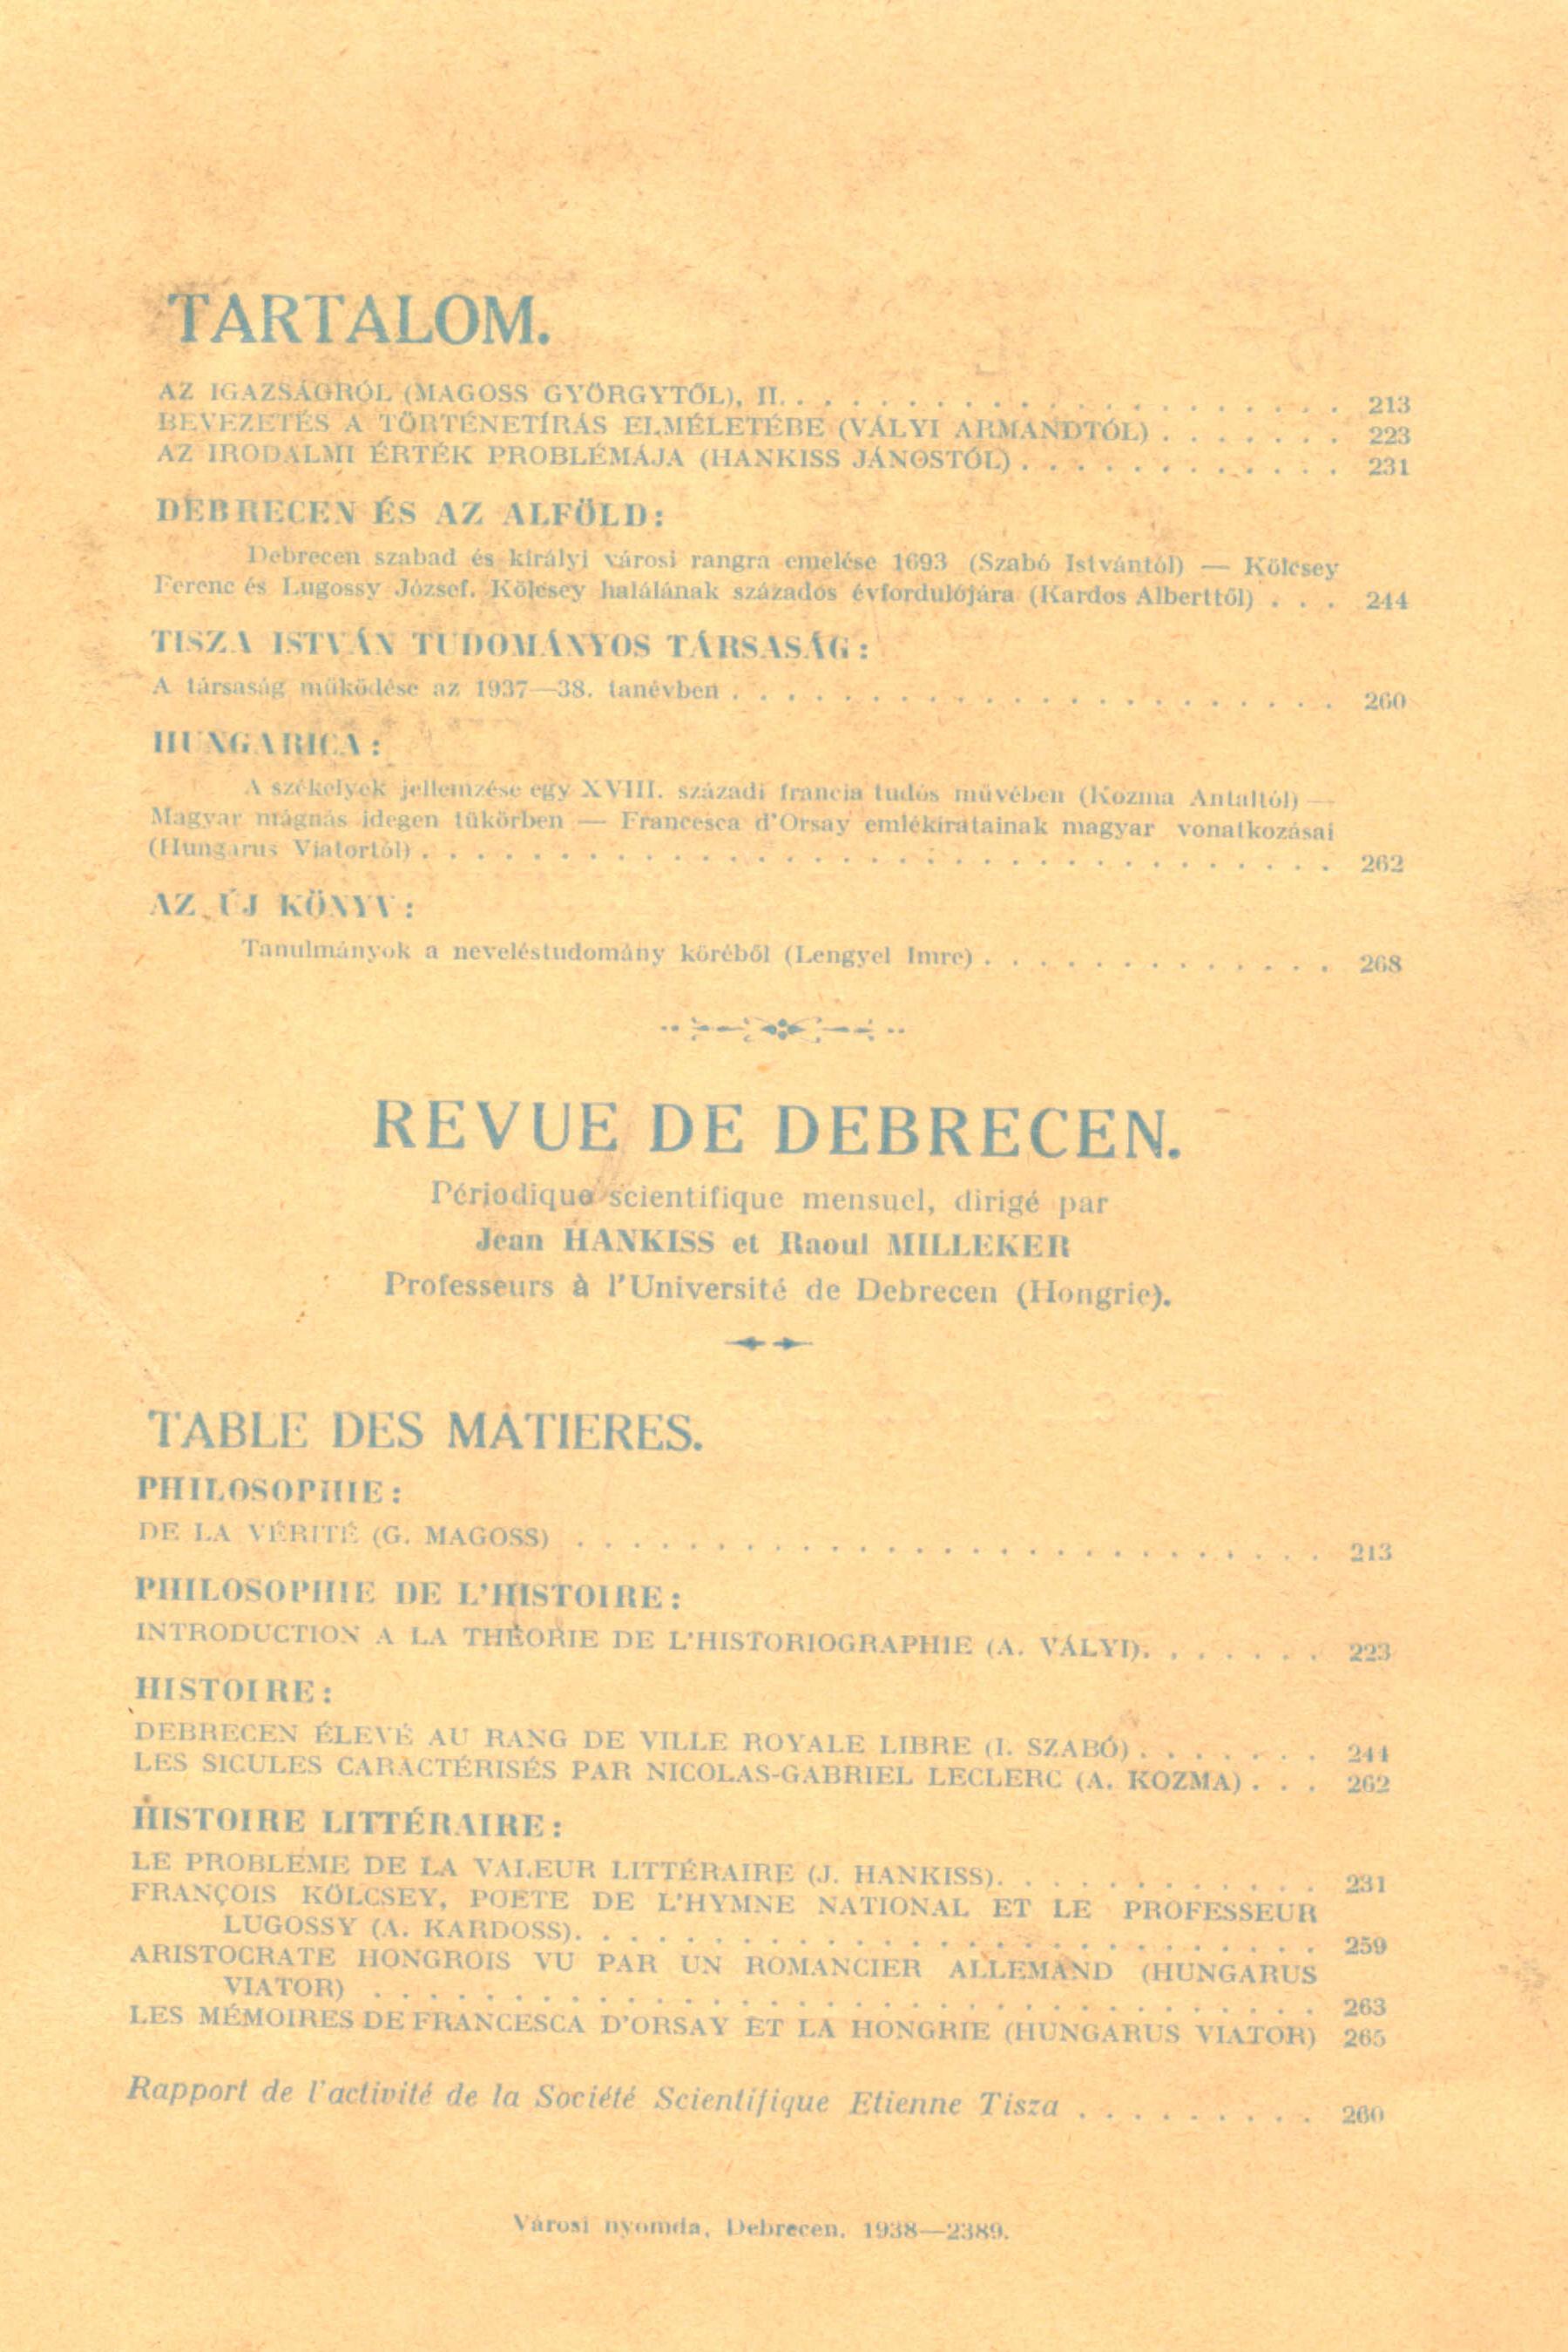 TARTALOM.
AZ IGAZSÁGRÓL (MAGOSS GYÖRGYTŐL), II. . . . . . . . . . . . . . . . . . . . . 213
BEVEZETÉS A TÖRTÉNETÍRÁS ELMÉLETÉBE (VÁLYI ARMANDTÓL) . . . . . . . 223
AZ IRODALMI ÉRTÉK PROBLÉMÁJA (HANKISS JÁNOSTÓL) . . . . . . . . . . . . 231
DEBRECEN ÉS AZ ALFÖLD:
Debrecen szabad és királyi városi rangra emelése 1693 (Szabó Istvántól) — Kölcsey
Ferenc és Lugossy József. Kölcsey halálának százados évfordulójára (Kardos Alberttől) . . . 244
TISZA ISTVÁN TUDOMÁNYOS TÁRSASÁG:
A társaság működése az 1937—38. tanévben . . . . . . . . . . . . . . . . . . . . . . 260
HUNGARICA:
A székelyek jellemzése egy XVIII. századi francia tudós művében (Kozma Antaltól) —
Magyar mágnás idegen tükörben — Francesca d'Orsay emlékiratainak magyar vonatkozásai
(Hungarus Viatortól) . . . . . . . . . . . . . . . . . . . . . . . . . . . . . . . . . 262
AZ ÚJ KÖNYV:
Tanulmányok a neveléstudomány köréből (Lengyel Imre) . . . . . . . . . . . . . 268
REVUE DE DEBRECEN.
Périodique scientifique mensuel, dirigé par
Jean HANKISS et Raoul MILLEKER
Professeurs à l'Université de Debrecen (Hongrie).
TABLE DES MATIERES.
PHILOSOPHIE:
DE LA VÉRITÉ (G. MAGOSS) . . . . . . . . . . . . . . . . . . . . . . . . . . . 213
PHILOSOPHIE DE L'HISTOIRE:
INTRODUCTION A LA THÉORIE DE L'HISTORIOGRAPHIE (A. VÁLYI). . . . . . . 223
HISTOIRE:
DEBRECEN ÉLEVÉ AU RANG DE VILLE ROYALE LIBRE (I. SZABÓ) . . . . . . . 244
LES SICULES CARACTÉRISÉS PAR NICOLAS-GABRIEL LECLERC (A. KOZMA) . . . 262
HISTOIRE LITTÉRAIRE:
LE PROBLEME DE LA VALEUR LITTÉRAIRE (J. HANKISS). . . . . . . . . . . . 231
FRANÇOIS KÖLCSEY, POETE DE L'HYMNE NATIONAL ET LE PROFESSEUR
LUGOSSY (A. KARDOSS). . . . . . . . . . . . . . . . . . . . . . . . . . . 259
ARISTOCRATE HONGROIS VU PAR UN ROMANCIER ALLEMAND (HUNGARUS
VIATOR) . . . . . . . . . . . . . . . . . . . . . . . . . . . . . . . . . . 263
LES MÉMOIRES DE FRANCESCA D'ORSAY ET LA HONGRIE (HUNGARUS VIATOR) 265
Rapport de l'activité de la Société Scientifique Etienne Tisza . . . . . . . . . 260
Városi nyomda, Debrecen. 1938—2389.